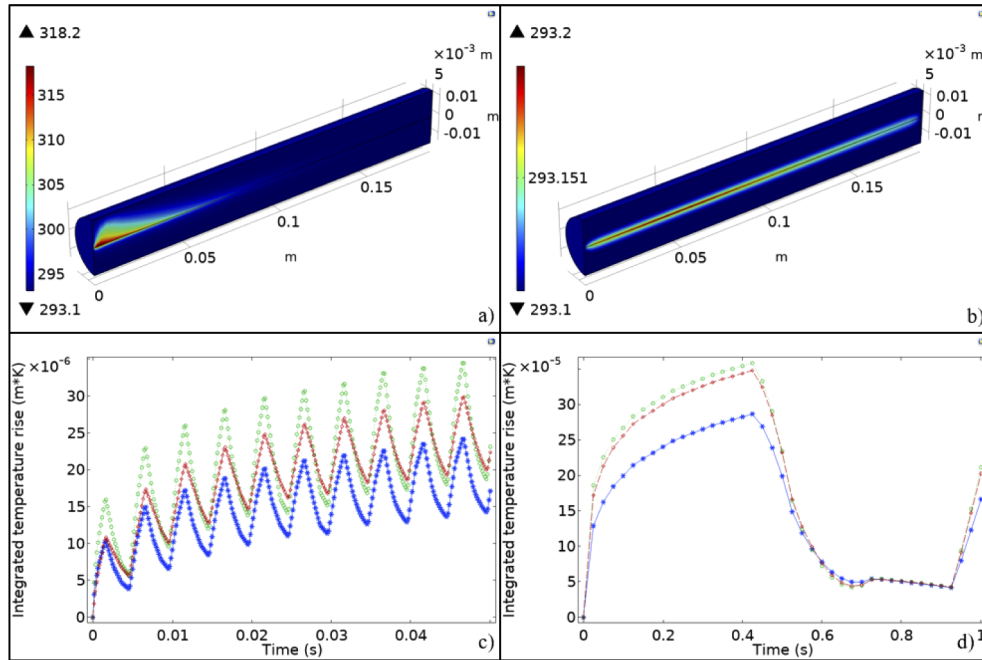 ▲ 318.2
×10⁻³ m
5
0.01
0
-0.01
m
315
310
305
300
295
0.15
0.1
0.05
0
m
▼ 293.1
a)
▲ 293.2
×10⁻³ m
5
0.01
0
-0.01
m
293.151
0.15
0.1
0.05
0
m
▼ 293.1
b)
×10⁻⁶
Integrated temperature rise (m*K)
35
30
25
20
15
10
5
0
0 0.01 0.02 0.03 0.04
Time (s)
c)
×10⁻⁵
Integrated temperature rise (m*K)
30
25
20
15
10
5
0
0 0.2 0.4 0.6 0.8 1
Time (s)
d)